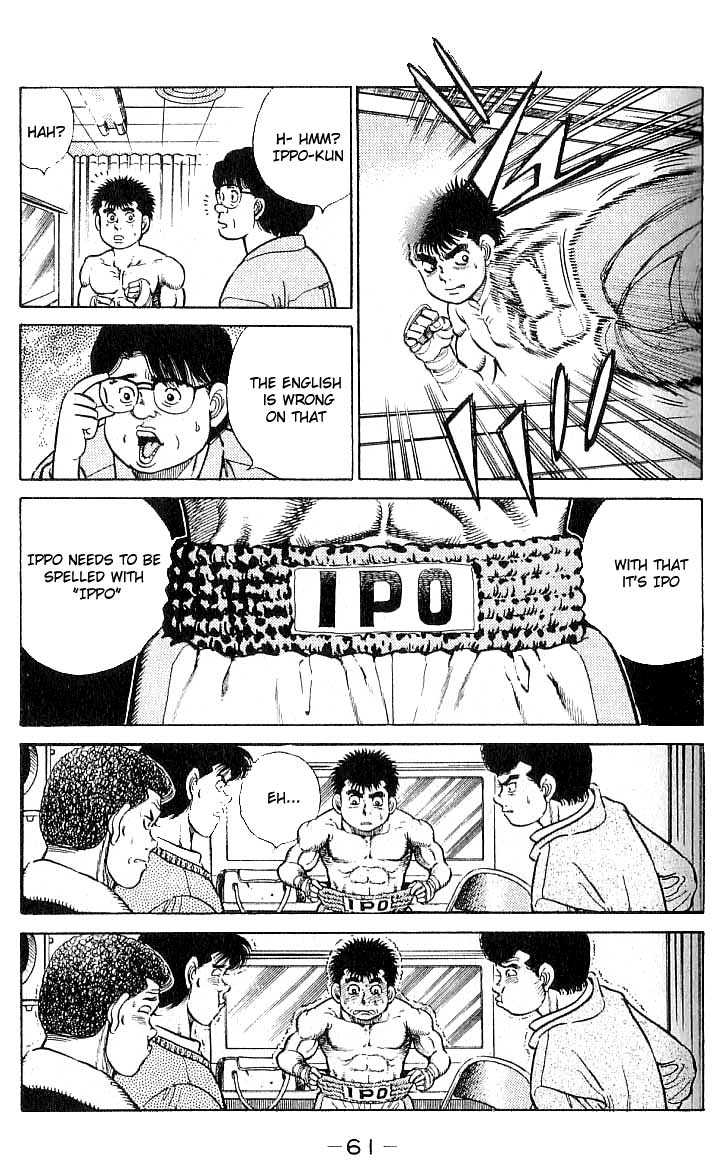 H- HMM?
IPPO-KUN
HAH?
THE ENGLISH
IS WRONG
ON THAT
WITH THAT
IT'S IPO
IPO
IPPO NEEDS TO BE
SPELLED WITH
"IPPO"
EH...
IPO
IPO
-61-